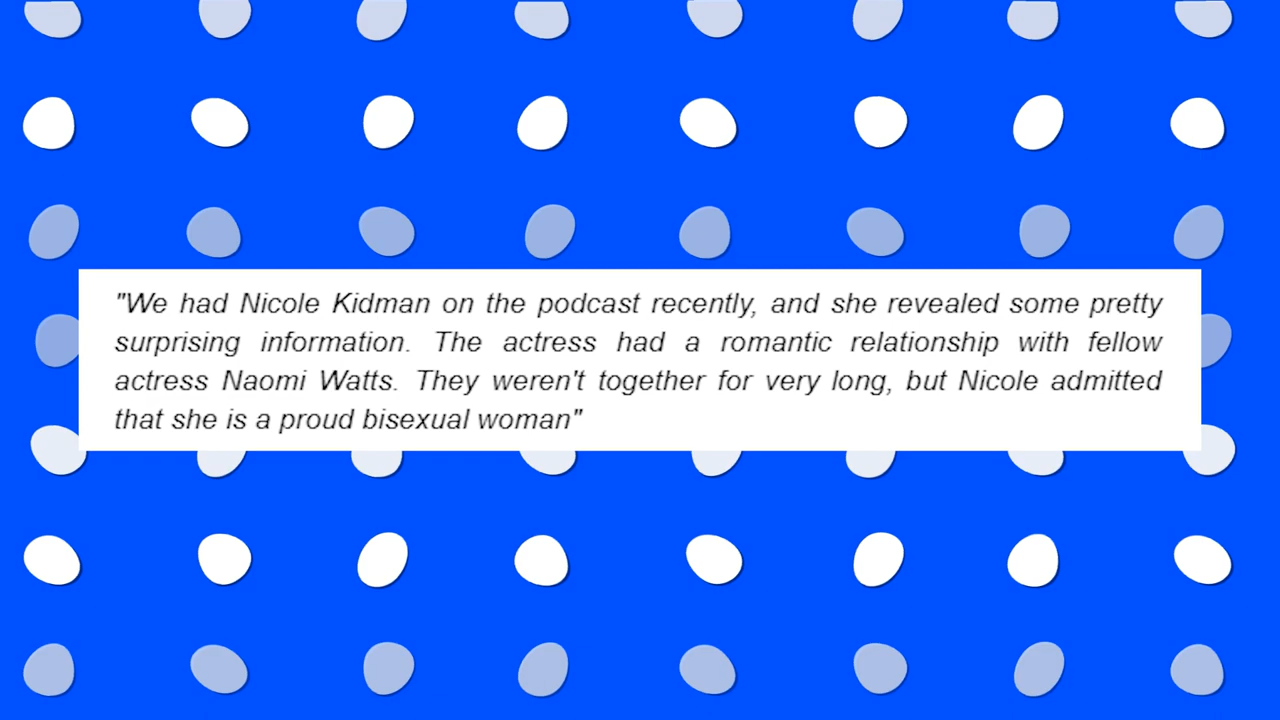 "We had Nicole Kidman on the podcast recently, and she revealed some pretty
surprising information. The actress had a romantic relationship with fellow
actress Naomi Watts. They weren't together for very long, but Nicole admitted
that she is a proud bisexual woman"